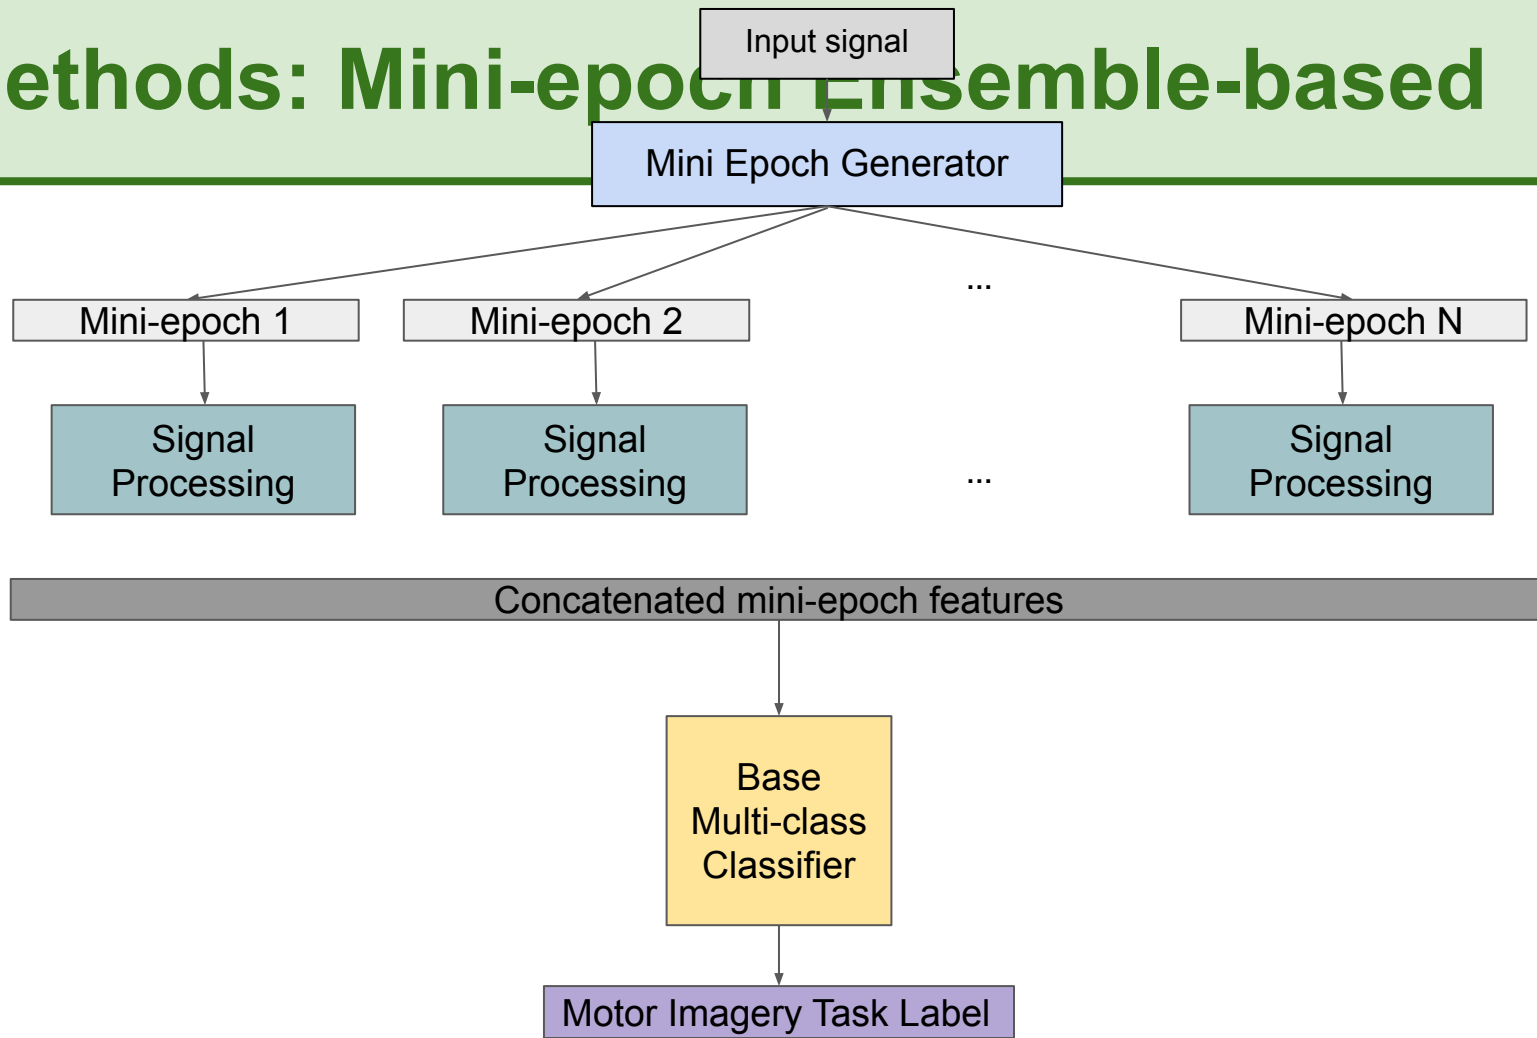 Input signal
ethods: Mini-epoch Ensemble-based
Mini Epoch Generator
...
Mini-epoch 1
Mini-epoch 2
Mini-epoch N
Signal
Processing
Signal
Processing
...
Signal
Processing
Concatenated mini-epoch features
Base
Multi-class
Classifier
Motor Imagery Task Label